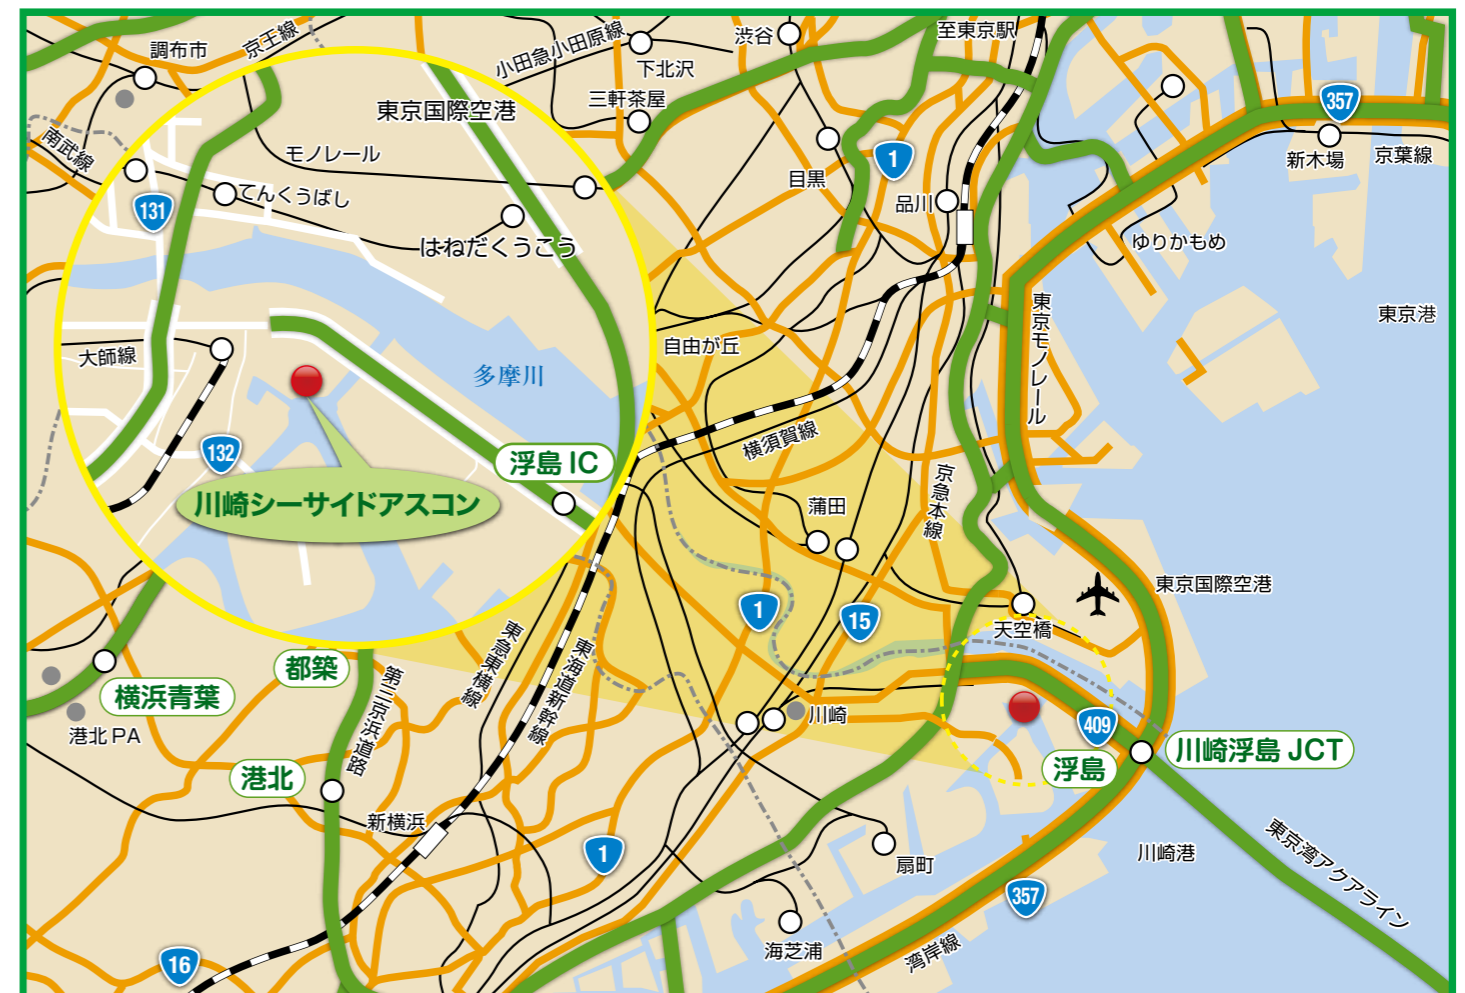 調布市
京王線
小田急小田原線
下北沢
渋谷
至東京駅
三軒茶屋
東京国際空港
モノレール
南武線
てんくうばし
131
はねだくうこう
目黒
1
品川
357
新木場
京葉線
ゆりかもめ
東京港
東京モノレール
自由が丘
大師線
多摩川
132
浮島 IC
川崎シーサイドアスコン
横須賀線
京急本線
蒲田
1
15
東京国際空港
天空橋
都築
横浜青葉
港北 PA
第三京浜道路
東急東横線
東海道新幹線
川崎
409
浮島
川崎浮島 JCT
港北
新横浜
1
扇町
川崎港
東京湾アクアライン
357
海芝浦
湾岸線
16